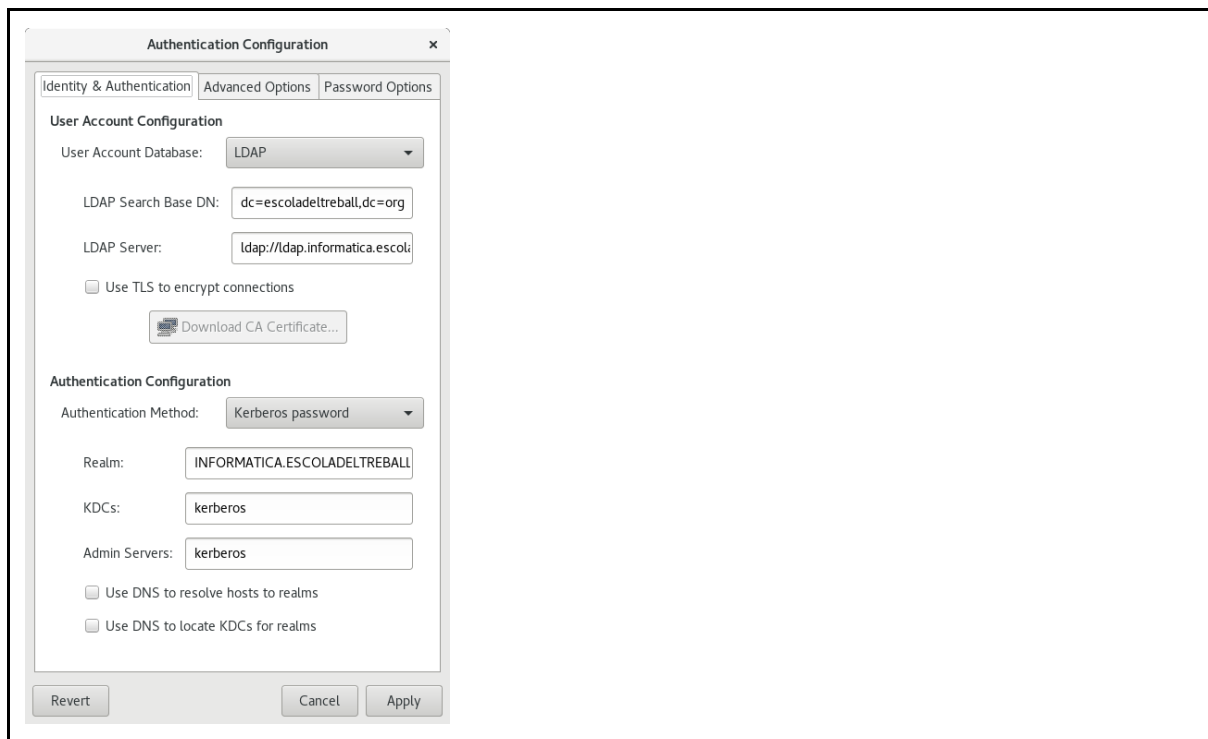 Authentication Configuration ×
Identity & Authentication Advanced Options Password Options
User Account Configuration
User Account Database: LDAP
LDAP Search Base DN: dc=escoladeltreball,dc=org
LDAP Server: ldap://ldap.informatica.escola
Use TLS to encrypt connections
Download CA Certificate...
Authentication Configuration
Authentication Method: Kerberos password
Realm: INFORMATICA.ESCOLADELTREBALL
KDCs: kerberos
Admin Servers: kerberos
Use DNS to resolve hosts to realms
Use DNS to locate KDCs for realms
Revert Cancel Apply